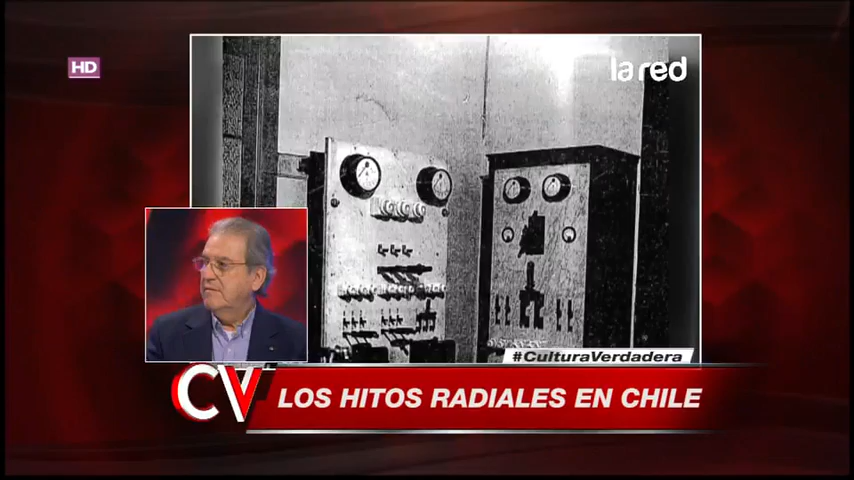 HD
la red
#CulturaVerdadera
CV
LOS HITOS RADIALES EN CHILE